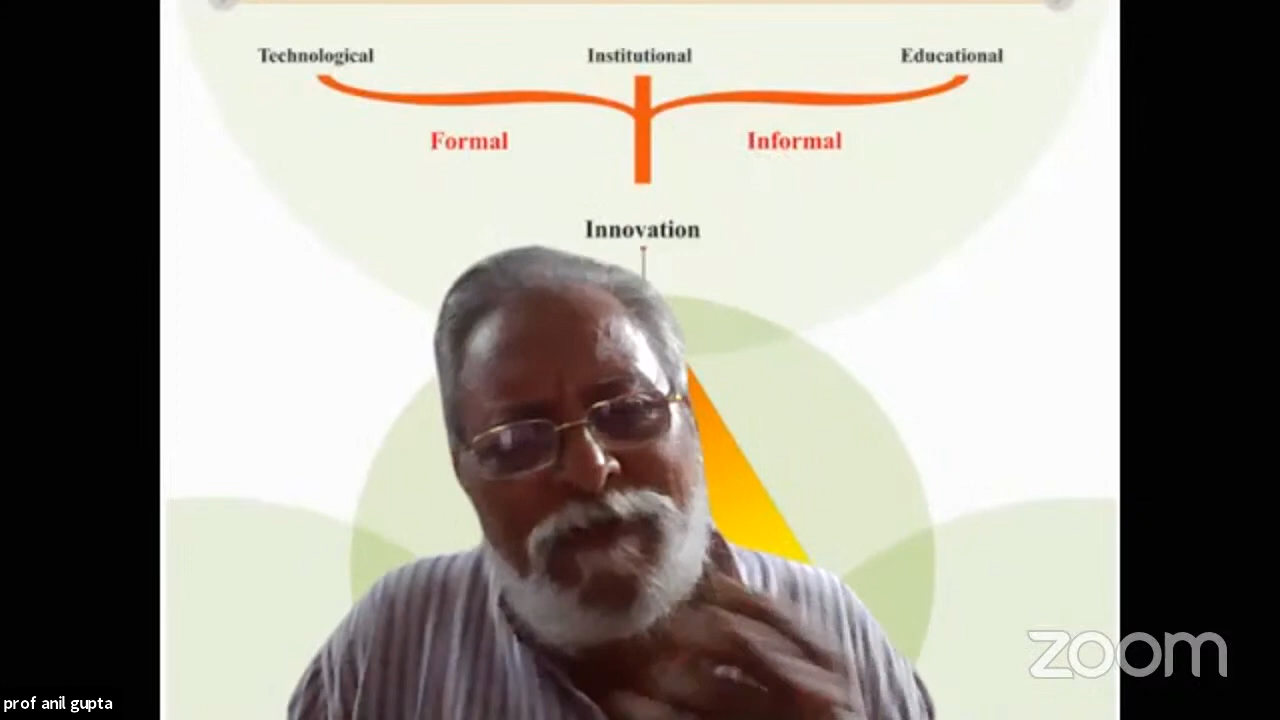 Technological Institutional Educational
Formal Informal
Innovation
zoom
prof anil gupta